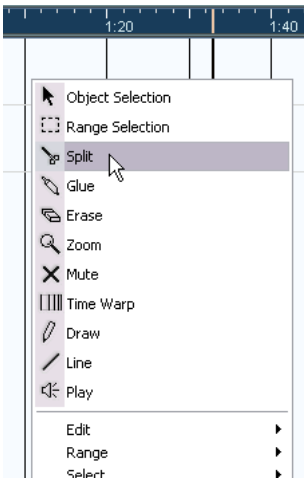 1:20 1:40
Object Selection
Range Selection
Split
Glue
Erase
Zoom
Mute
Time Warp
Draw
Line
Play
Edit
Range
Select